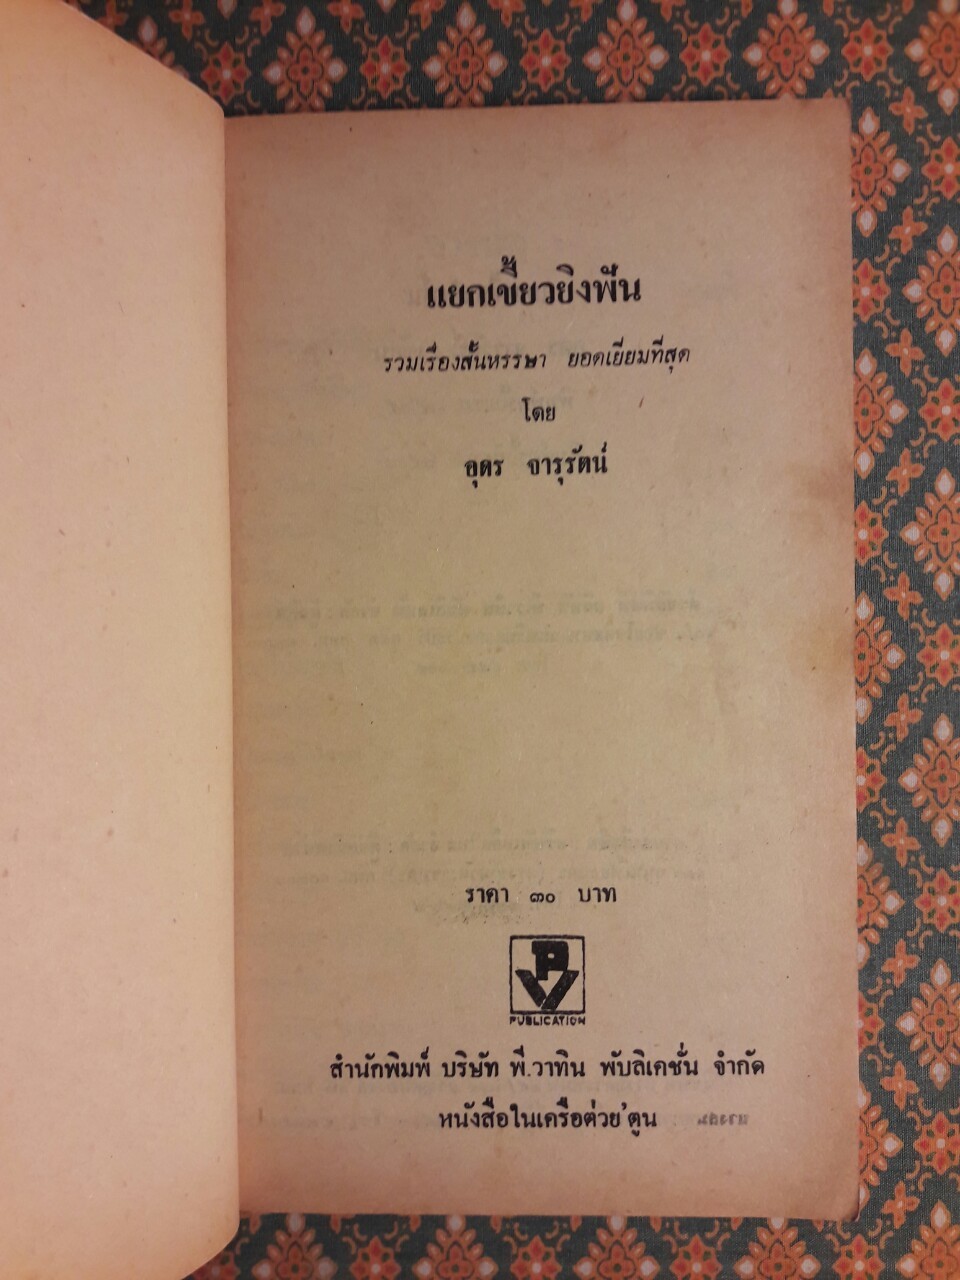 แยกเขี้ยวยิงฟัน
รวมเรื่องสั้นหรรษา ยอดเยี่ยมที่สุด
โดย
อุดร จารุรัตน์
ราคา ๓๐ บาท
PV
PUBLICATION
สำนักพิมพ์ บริษัท พี.วาทิน พับลิเคชั่น จำกัด
หนังสือในเครือต่วย'ตูน